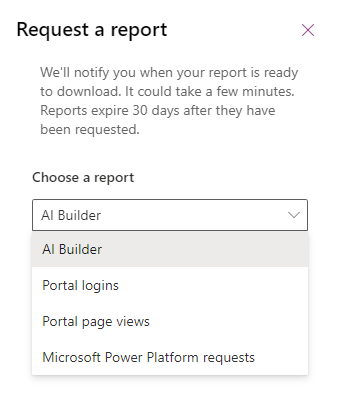 Request a report
We'll notify you when your report is ready
to download. It could take a few minutes.
Reports expire 30 days after they have
been requested.
Choose a report
AI Builder
AI Builder
Portal logins
Portal page views
Microsoft Power Platform requests